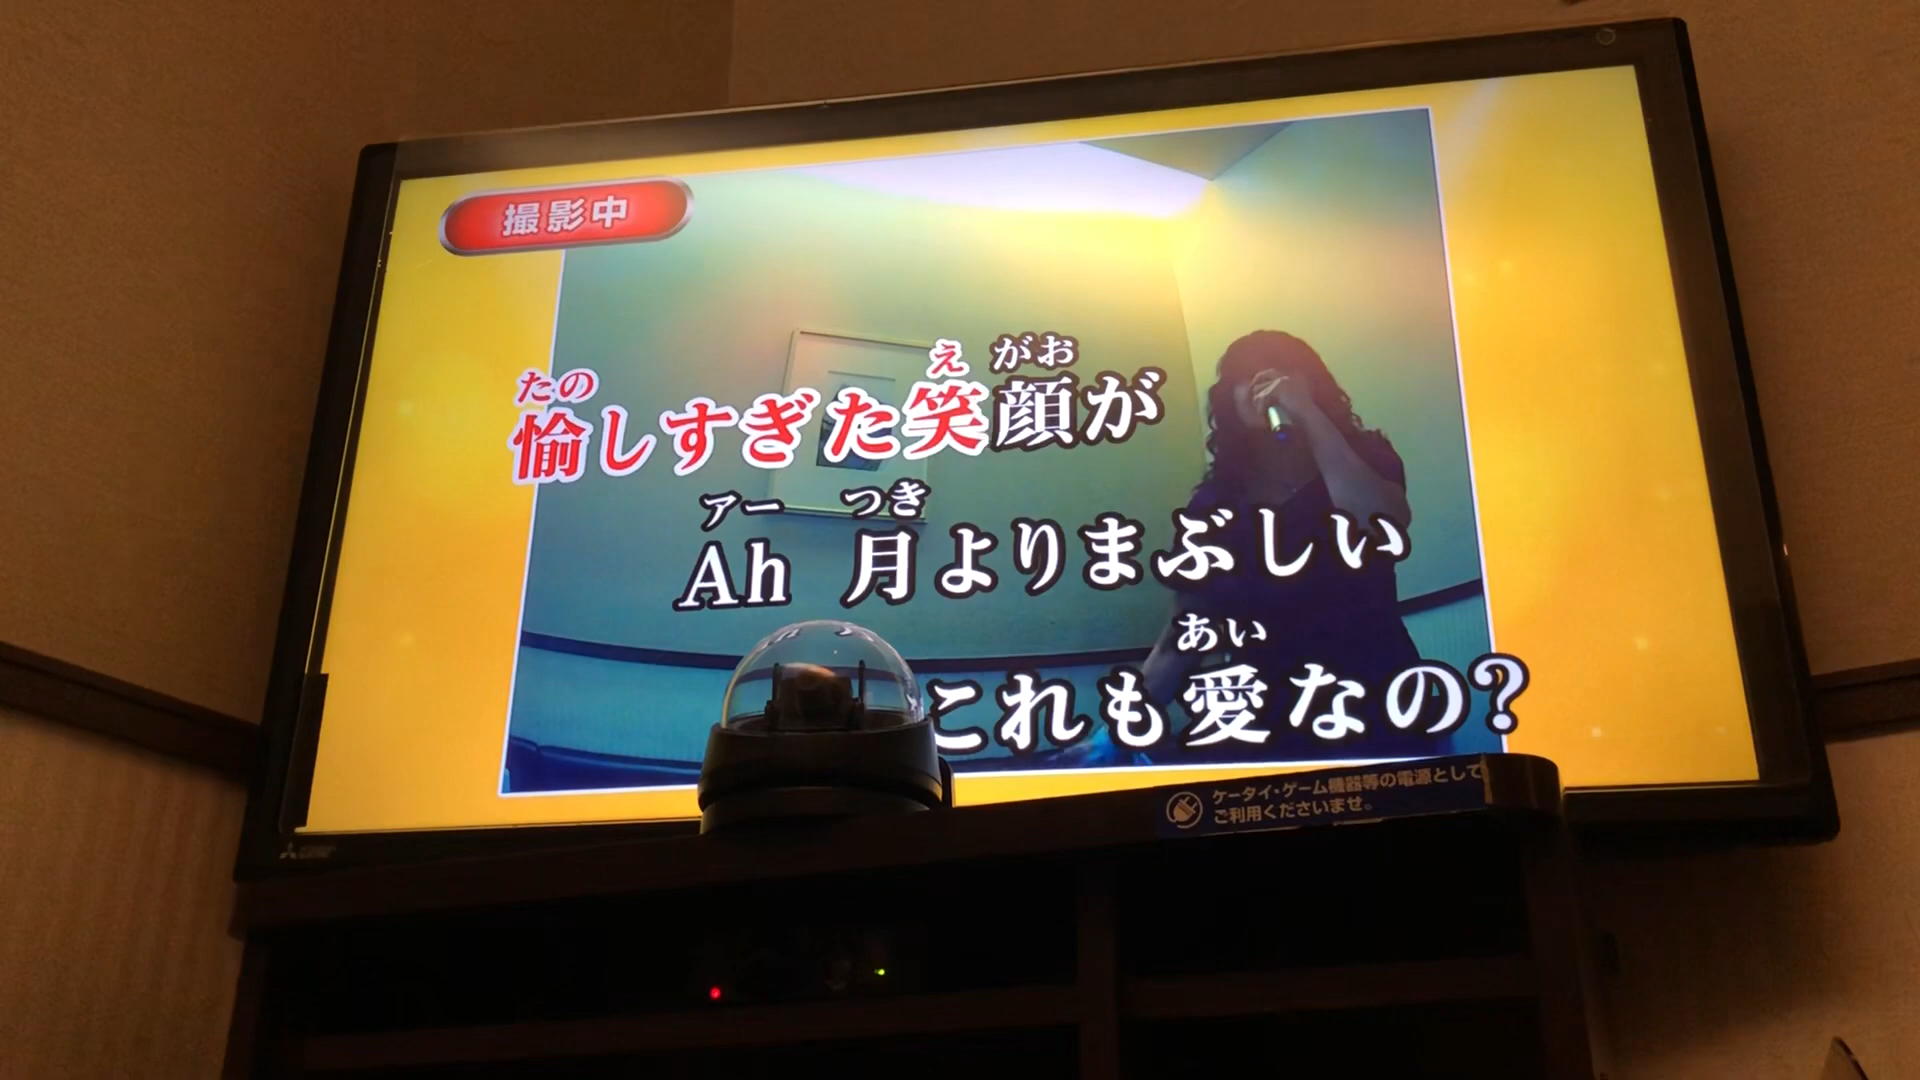 撮影中
たの
え がお
愉しすぎた笑顔が
アー つき
Ah 月よりまぶしい
あい
これも愛なの?
ケータイ・ゲーム機器等の電源として
ご利用くださいませ。